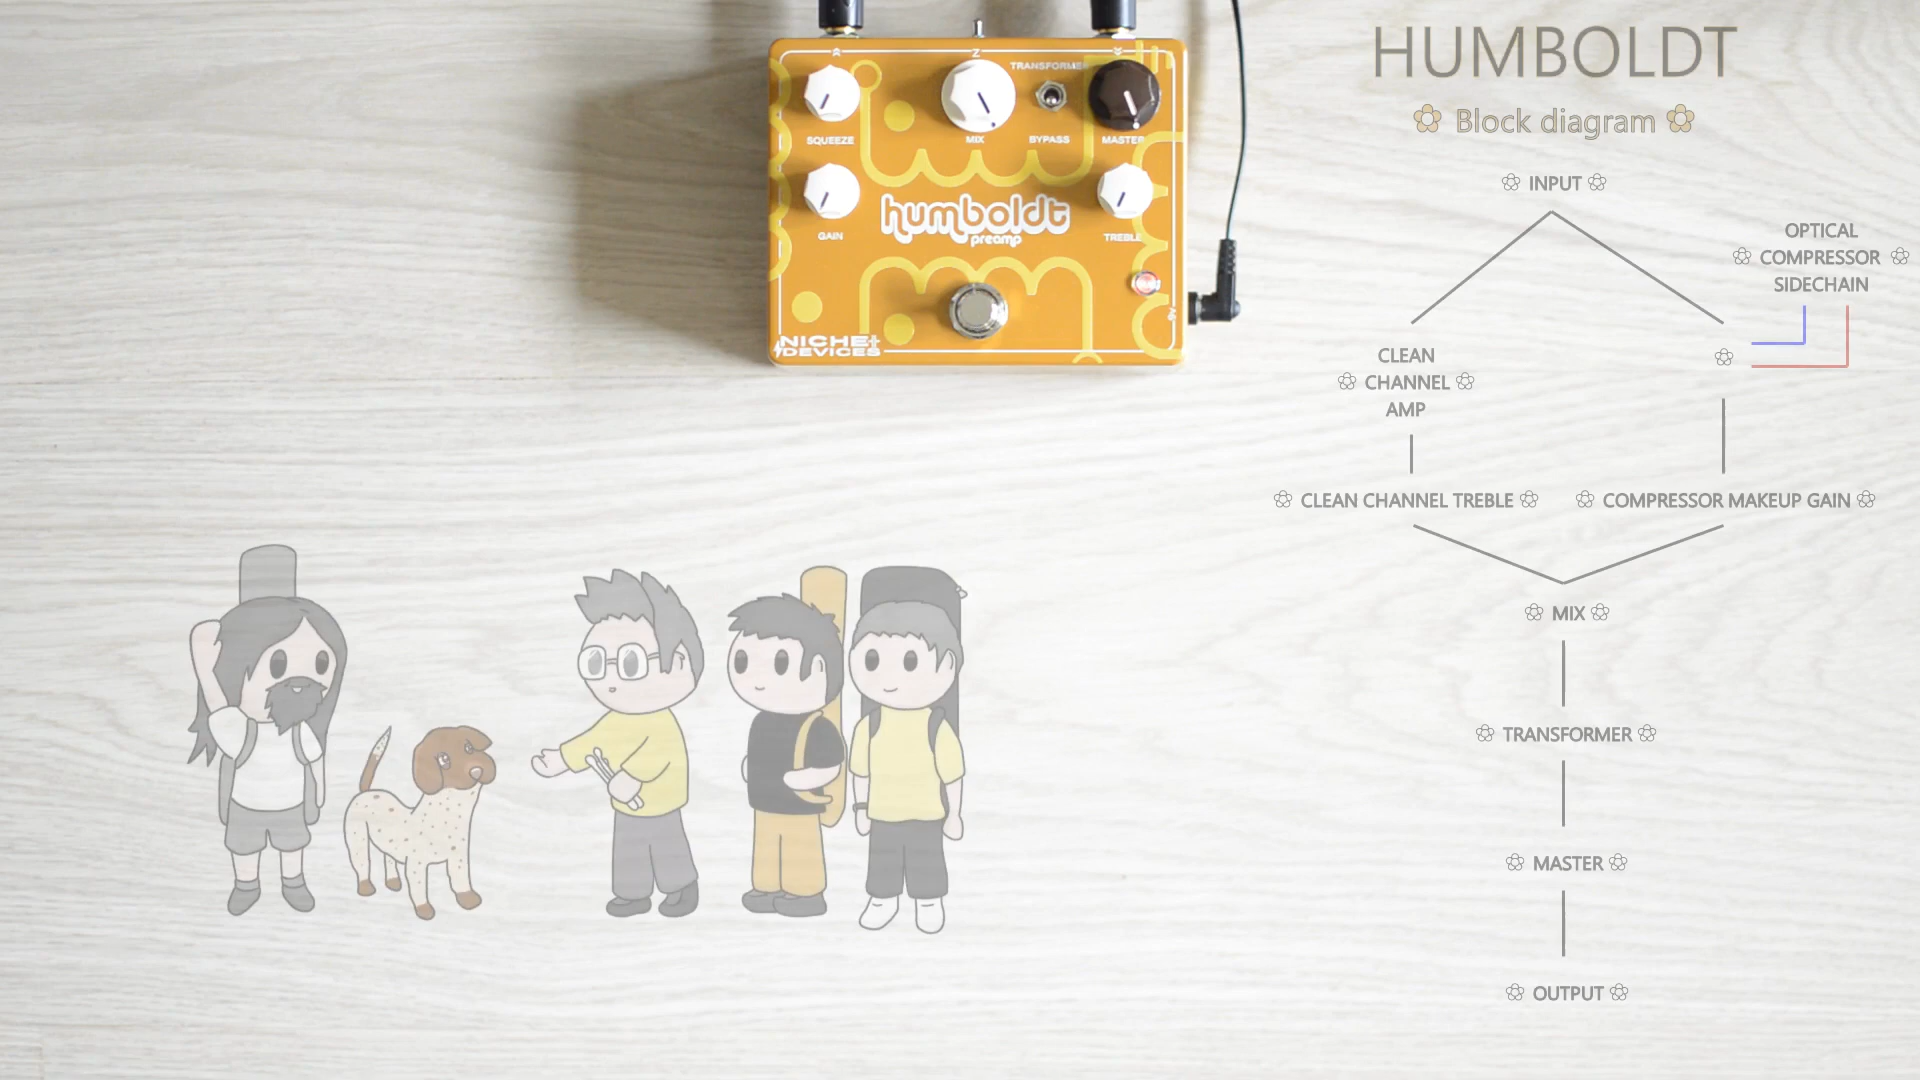 TRANSFORMER
SQUEEZE
MIX
BYPASS
MASTER
humboldt
preamp
GAIN
TREBLE
9V
NICHE
DEVICES
Z
HUMBOLDT
Block diagram
INPUT
OPTICAL
COMPRESSOR
SIDECHAIN
CLEAN
CHANNEL
AMP
CLEAN CHANNEL TREBLE
COMPRESSOR MAKEUP GAIN
MIX
TRANSFORMER
MASTER
OUTPUT